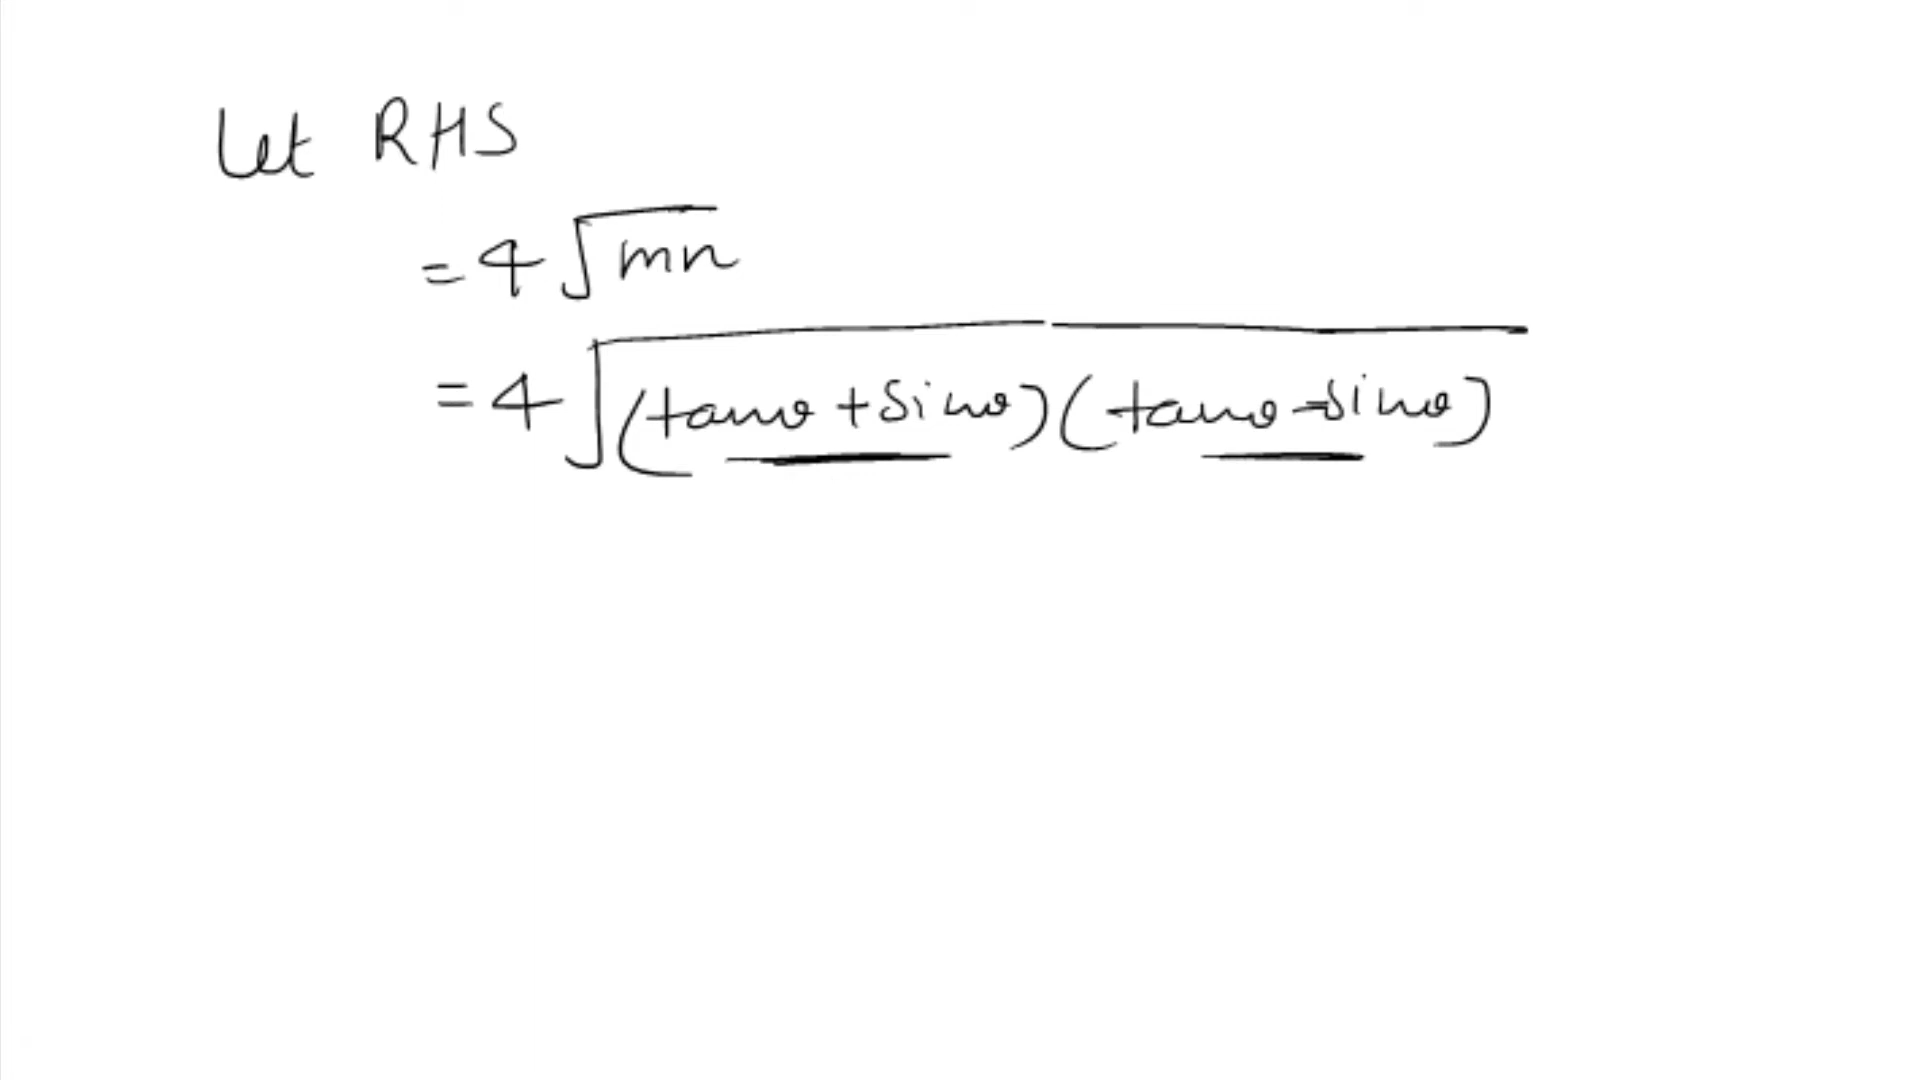 Let RHS
= 4√mn
= 4√(tanθ + sinθ)(tanθ - sinθ)